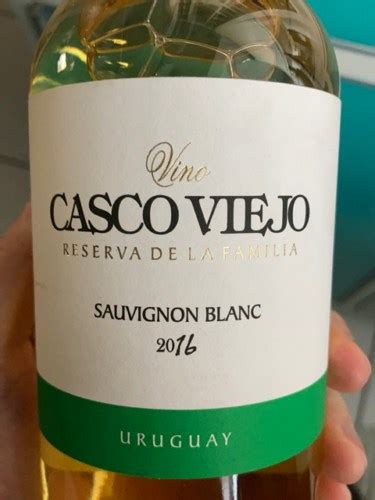 Vino
CASCO VIEJO
RESERVA DE LA FAMILIA
SAUVIGNON BLANC
2016
URUGUAY